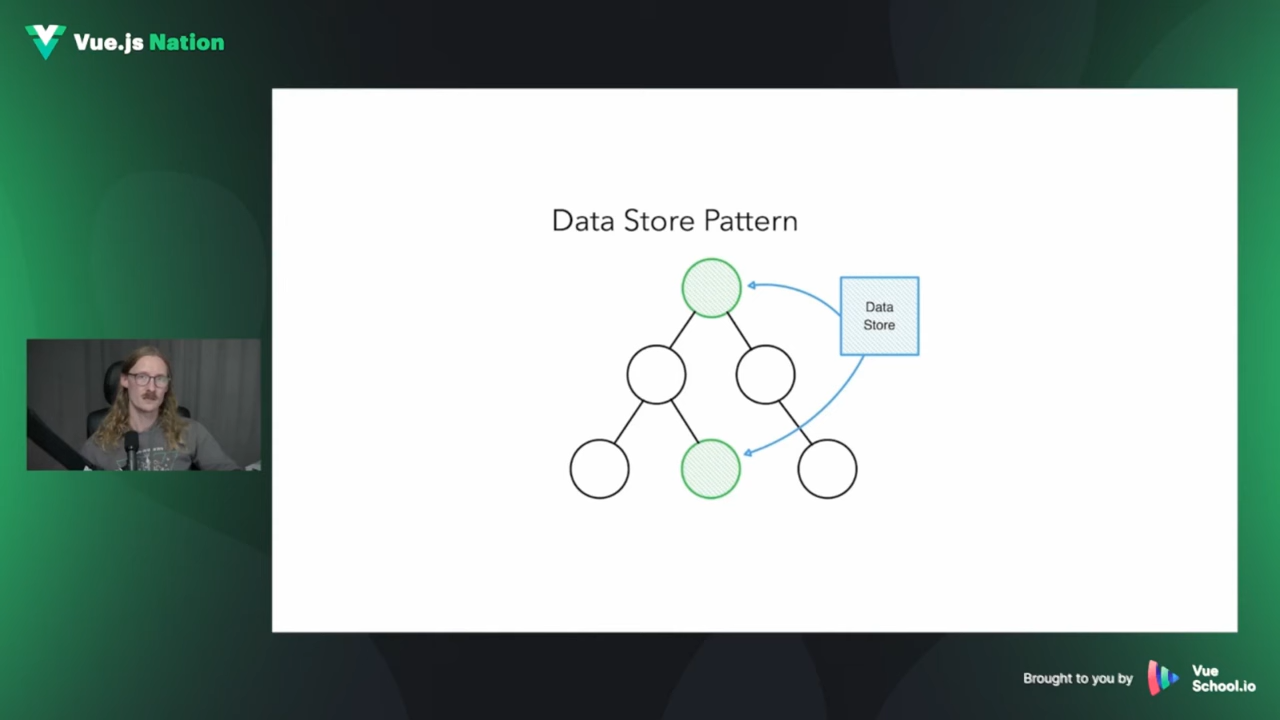 Vue.js Nation
Data Store Pattern
Data
Store
Brought to you by
Vue
School.io